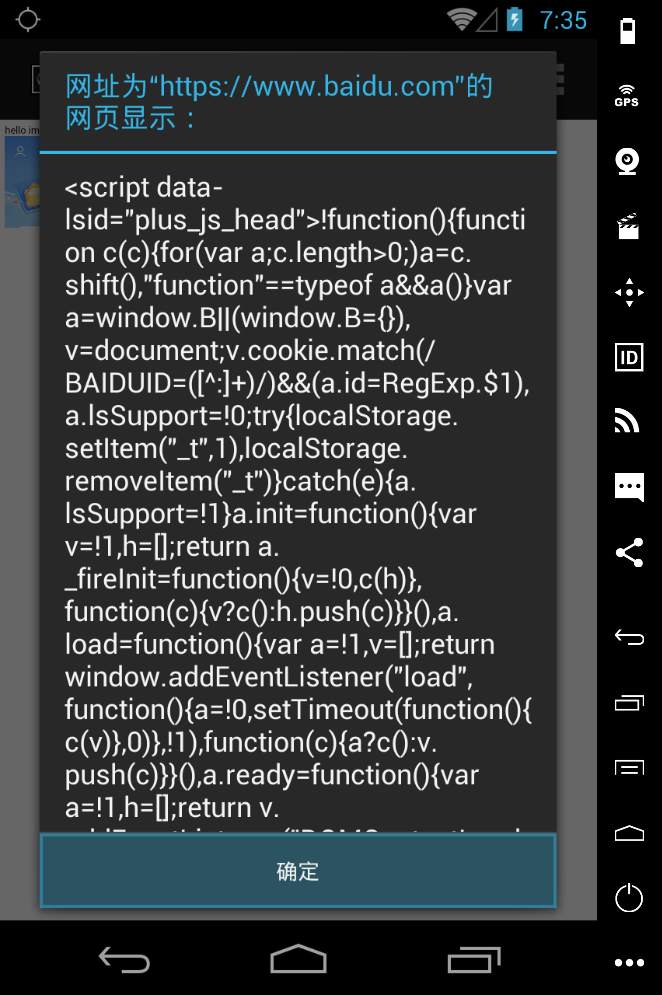 7:35
网址为“https://www.baidu.com”的
网页显示：
hello im
<script data-
lsid="plus_js_head">!function(){functi
on c(c){for(var a;c.length>0;)a=c.
shift(),"function"==typeof a&&a()}var
a=window.B||(window.B={}),
v=document;v.cookie.match(/
BAIDUID=([^:]+)/)&&(a.id=RegExp.$1),
a.lsSupport=!0;try{localStorage.
setItem("_t",1),localStorage.
removeItem("_t")}catch(e){a.
lsSupport=!1}a.init=function(){var
v=!1,h=[];return a.
_fireInit=function(){v=!0,c(h)},
function(c){v?c():h.push(c)}}(),a.
load=function(){var a=!1,v=[];return
window.addEventListener("load",
function(){a=!0,setTimeout(function(){
c(v)},0)},!1),function(c){a?c():v.
push(c)}}(),a.ready=function(){var
a=!1,h=[];return v.
确定
GPS
ID